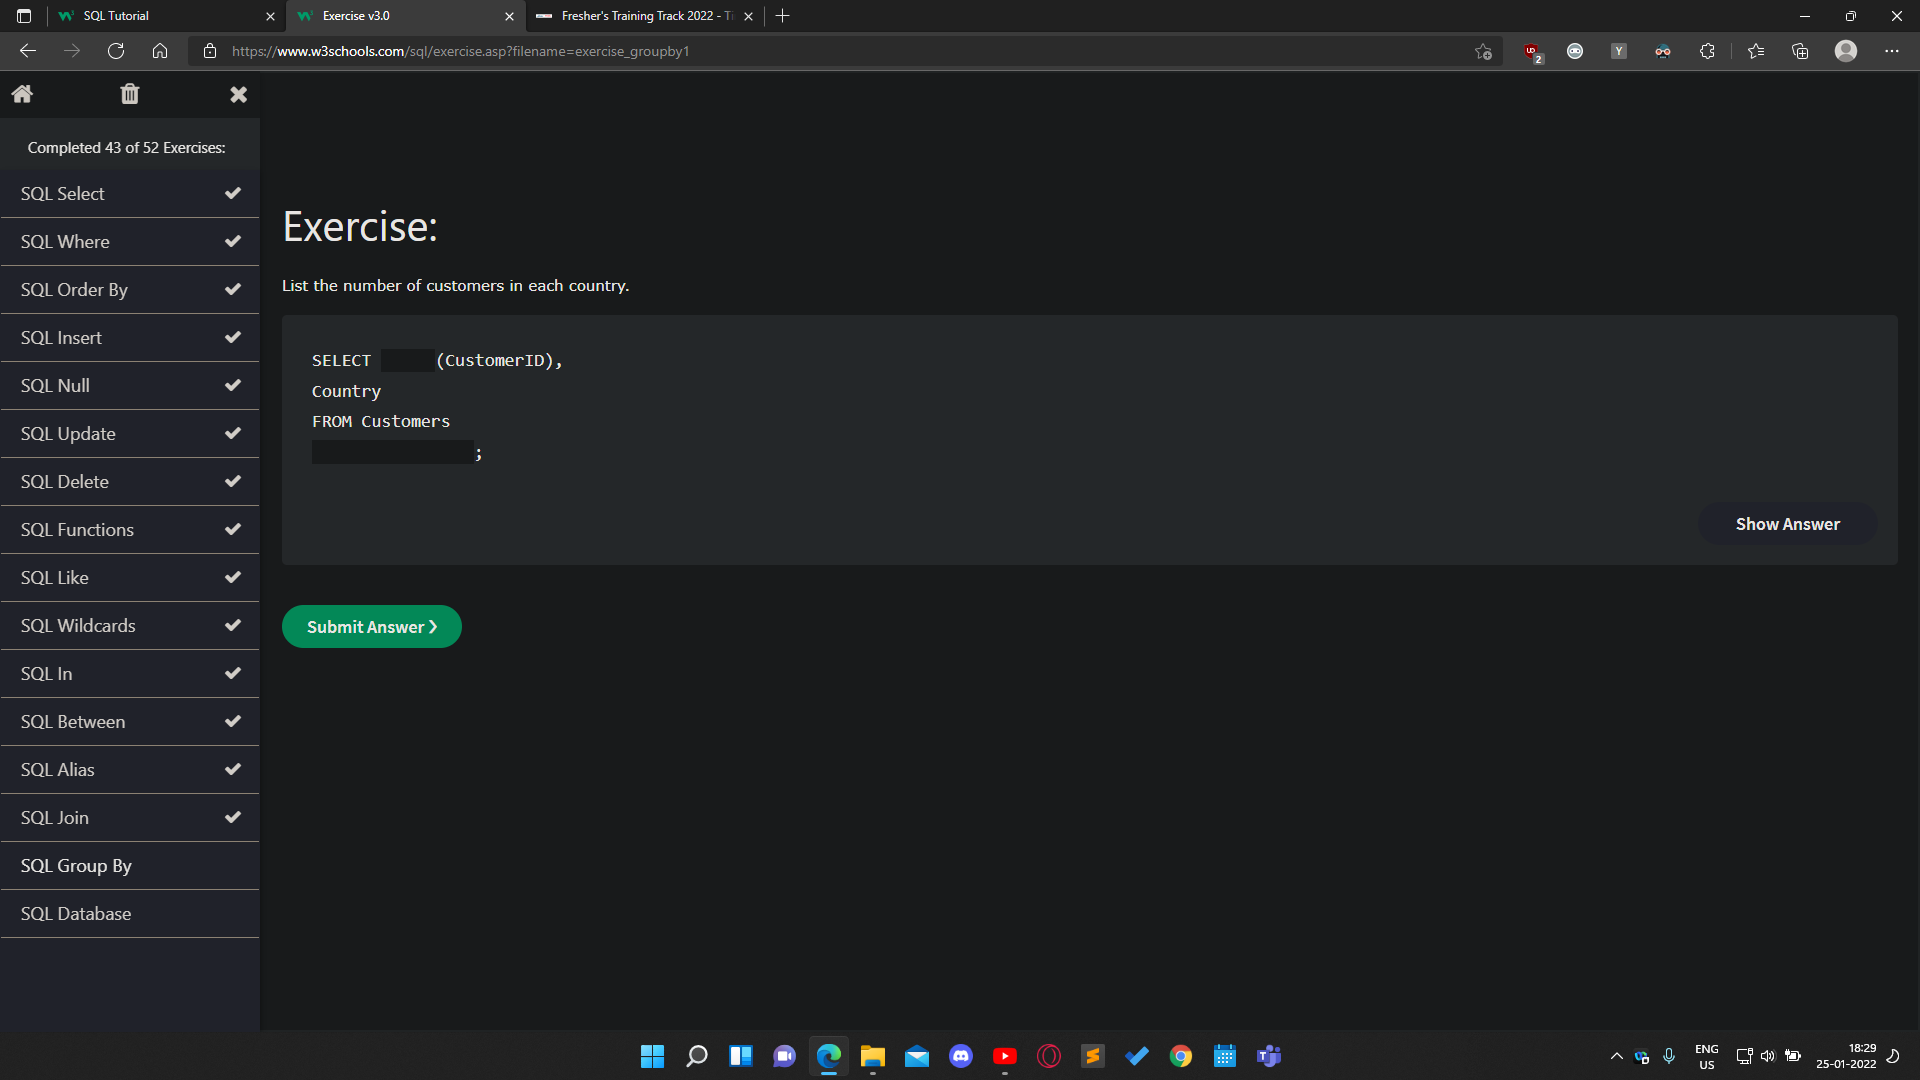 SQL Tutorial
Exercise v3.0
Fresher's Training Track 2022 - Ti
https://www.w3schools.com/sql/exercise.asp?filename=exercise_groupby1
UD
2
Y
Completed 43 of 52 Exercises:
SQL Select
SQL Where
SQL Order By
SQL Insert
SQL Null
SQL Update
SQL Delete
SQL Functions
SQL Like
SQL Wildcards
SQL In
SQL Between
SQL Alias
SQL Join
SQL Group By
SQL Database
Exercise:
List the number of customers in each country.
SELECT (CustomerID),
Country
FROM Customers
;
Show Answer
Submit Answer ❯
ENG
US
18:29
25-01-2022